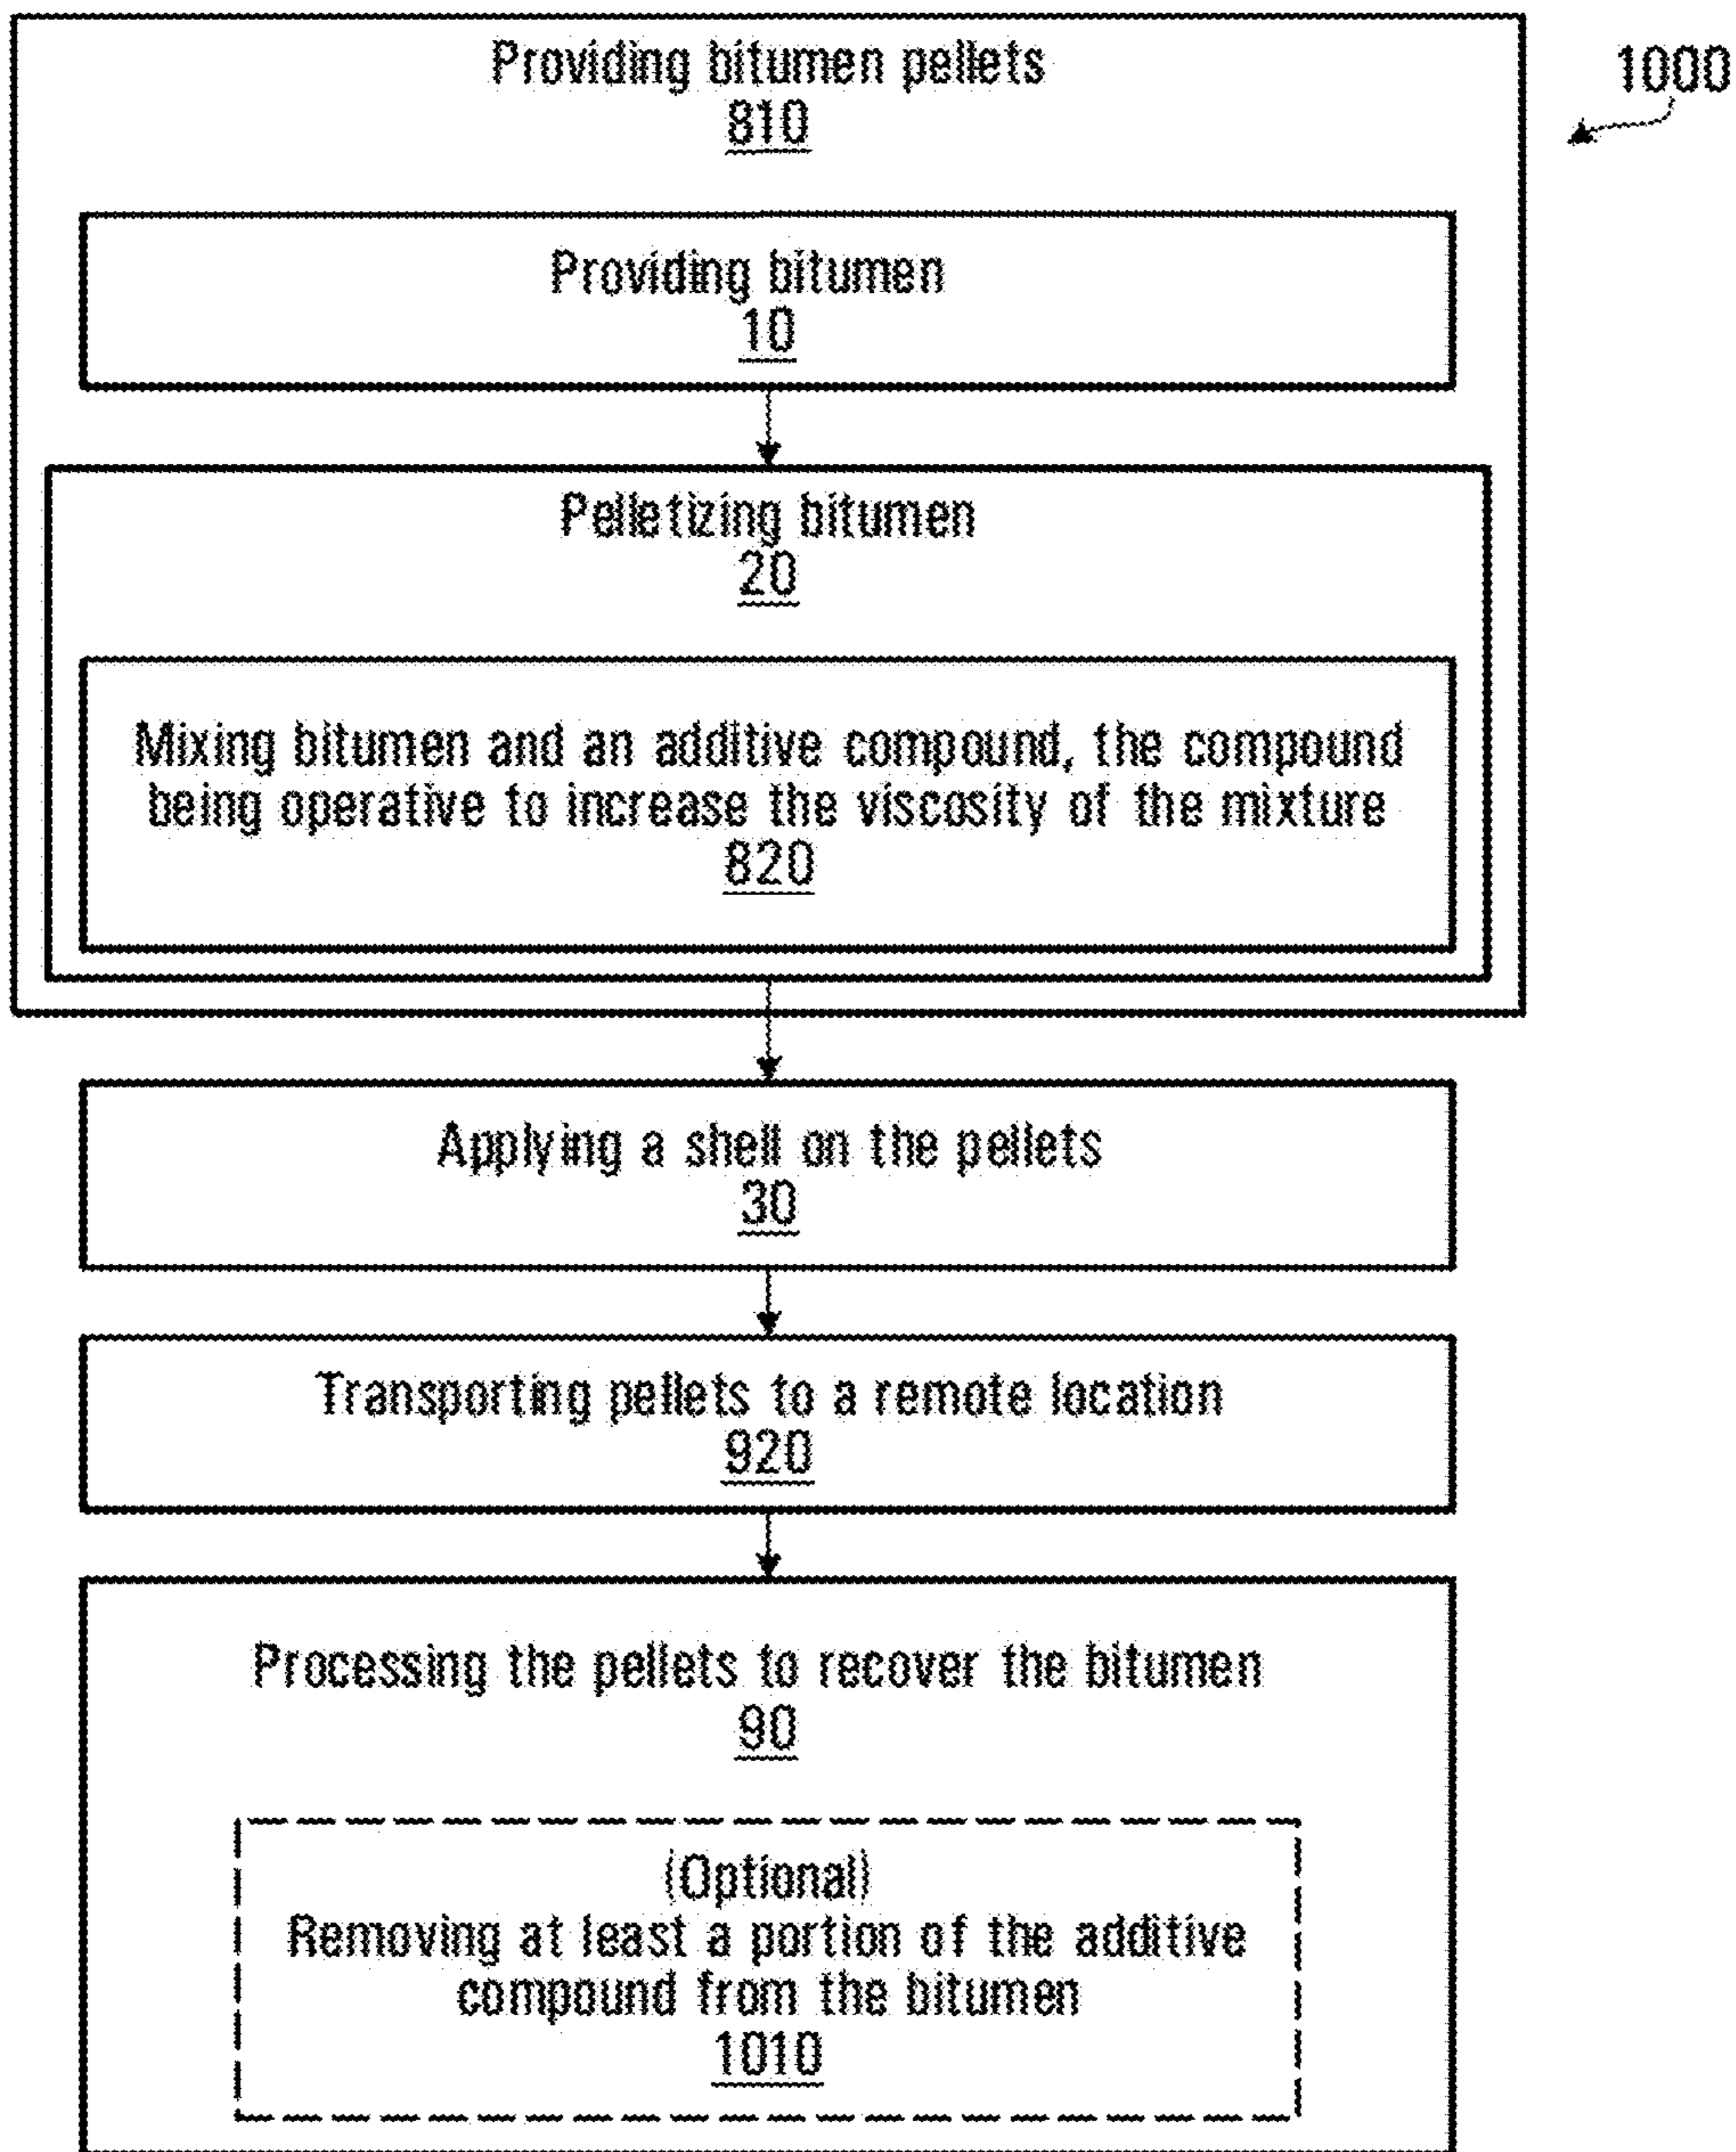 Providing bitumen pellets
810
1000
Providing bitumen
10
Pelletizing bitumen
20
Mixing bitumen and an additive compound, the compound
being operative to increase the viscosity of the mixture
820
Applying a shell on the pellets
30
Transporting pellets to a remote location
920
Processing the pellets to recover the bitumen
90
(Optional)
Removing at least a portion of the additive
compound from the bitumen
1010